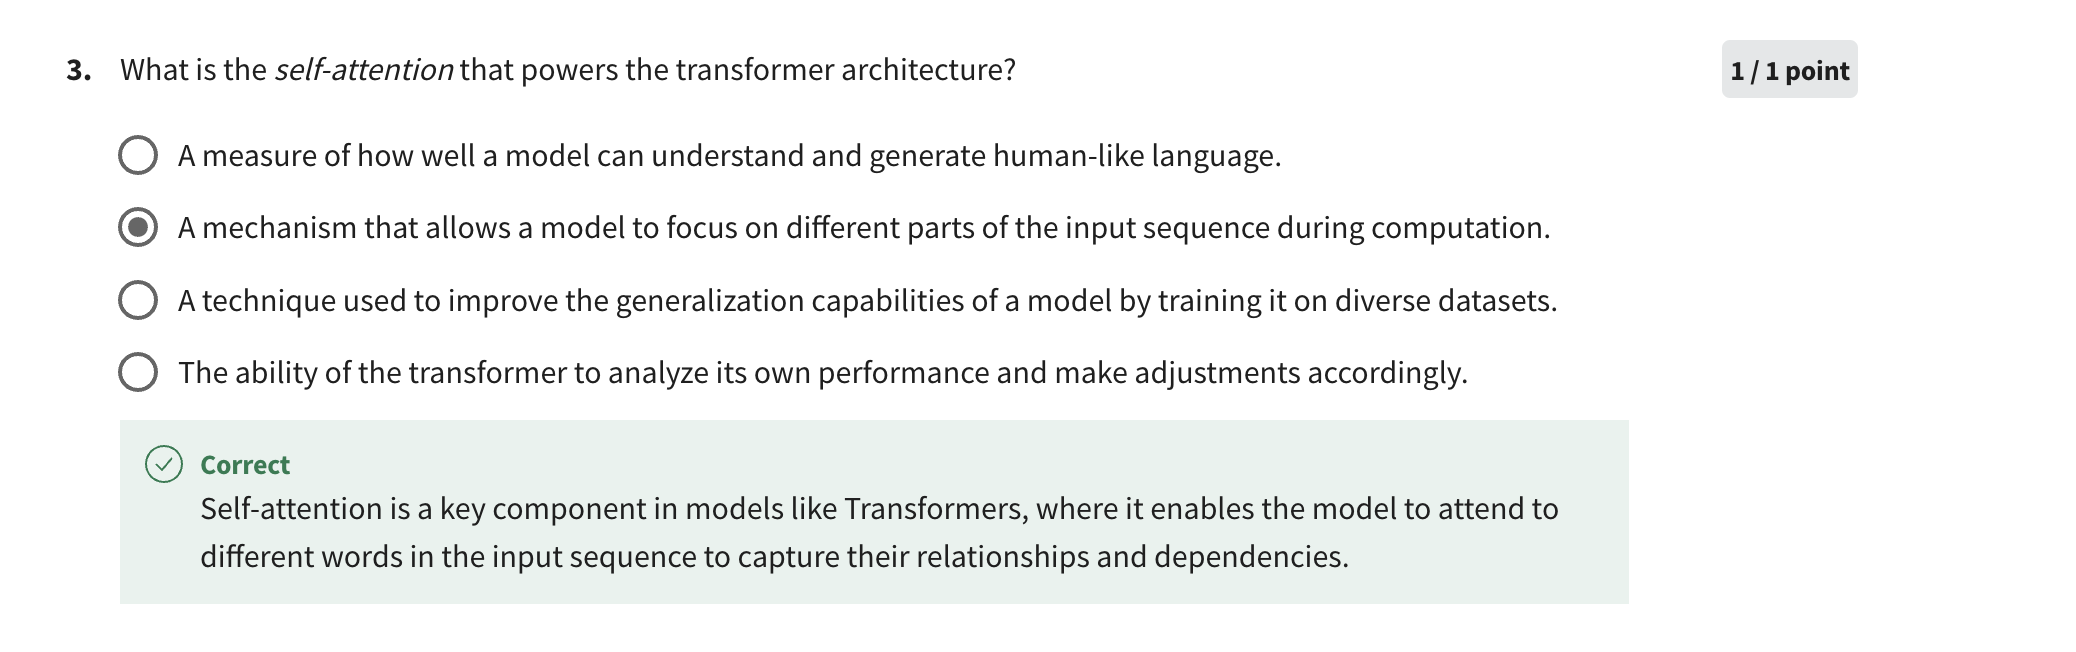 3. What is the self-attention that powers the transformer architecture?
1 / 1 point
A measure of how well a model can understand and generate human-like language.
A mechanism that allows a model to focus on different parts of the input sequence during computation.
A technique used to improve the generalization capabilities of a model by training it on diverse datasets.
The ability of the transformer to analyze its own performance and make adjustments accordingly.
Correct
Self-attention is a key component in models like Transformers, where it enables the model to attend to
different words in the input sequence to capture their relationships and dependencies.